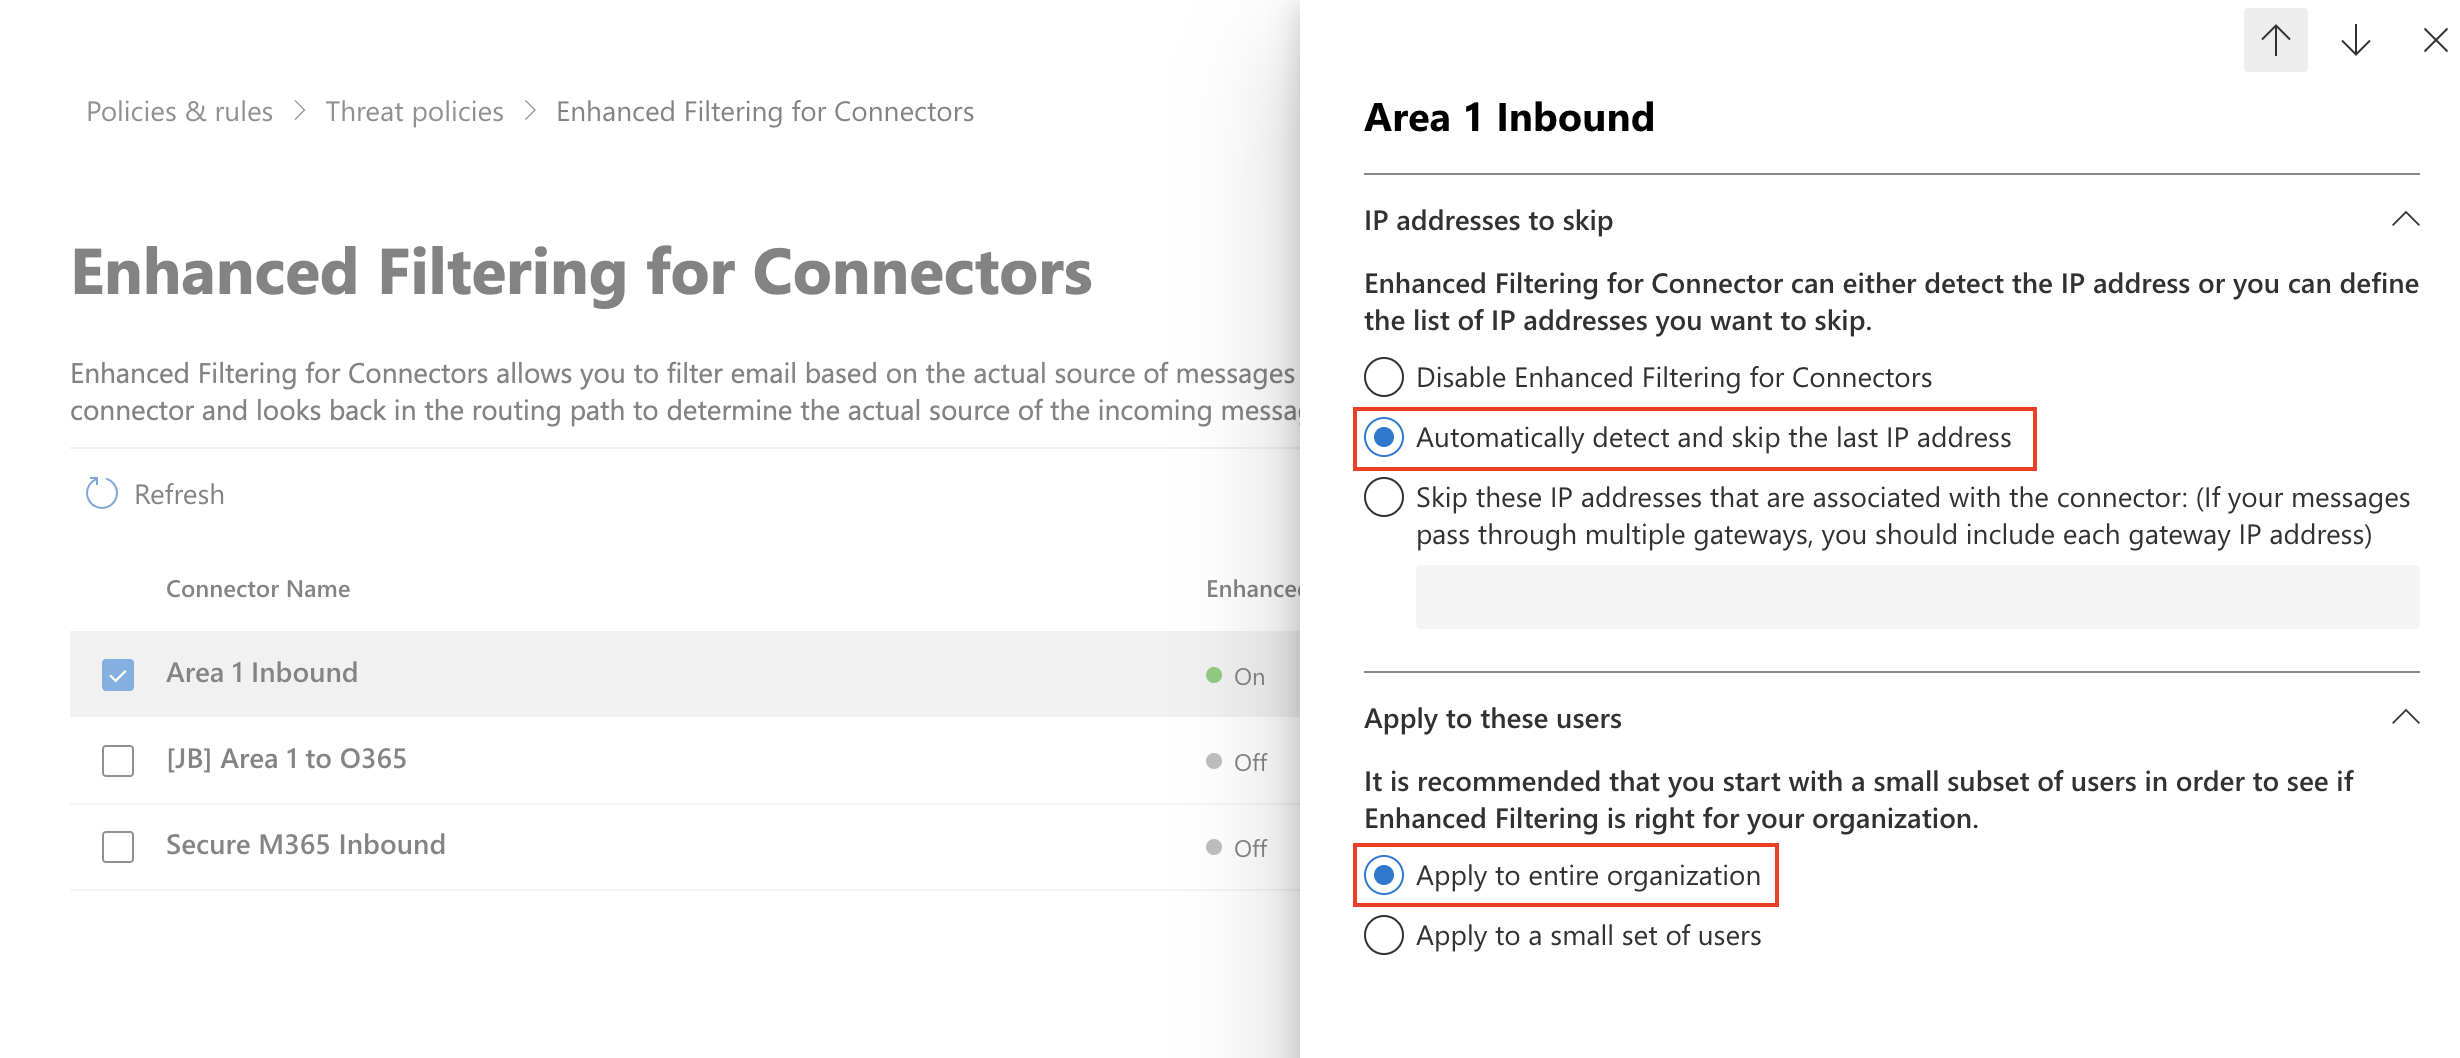 Policies & rules > Threat policies > Enhanced Filtering for Connectors
Enhanced Filtering for Connectors
Enhanced Filtering for Connectors allows you to filter email based on the actual source of messages
connector and looks back in the routing path to determine the actual source of the incoming
Refresh
Connector Name
Area 1 Inbound On
[JB] Area 1 to O365 Off
Secure M365 Inbound Off
Area 1 Inbound
IP addresses to skip
Enhanced Filtering for Connector can either detect the IP address or you can define
the list of IP addresses you want to skip.
Disable Enhanced Filtering for Connectors
Automatically detect and skip the last IP address
Skip these IP addresses that are associated with the connector: (If your messages
pass through multiple gateways, you should include each gateway IP address)
Apply to these users
It is recommended that you start with a small subset of users in order to see if
Enhanced Filtering is right for your organization.
Apply to entire organization
Apply to a small set of users